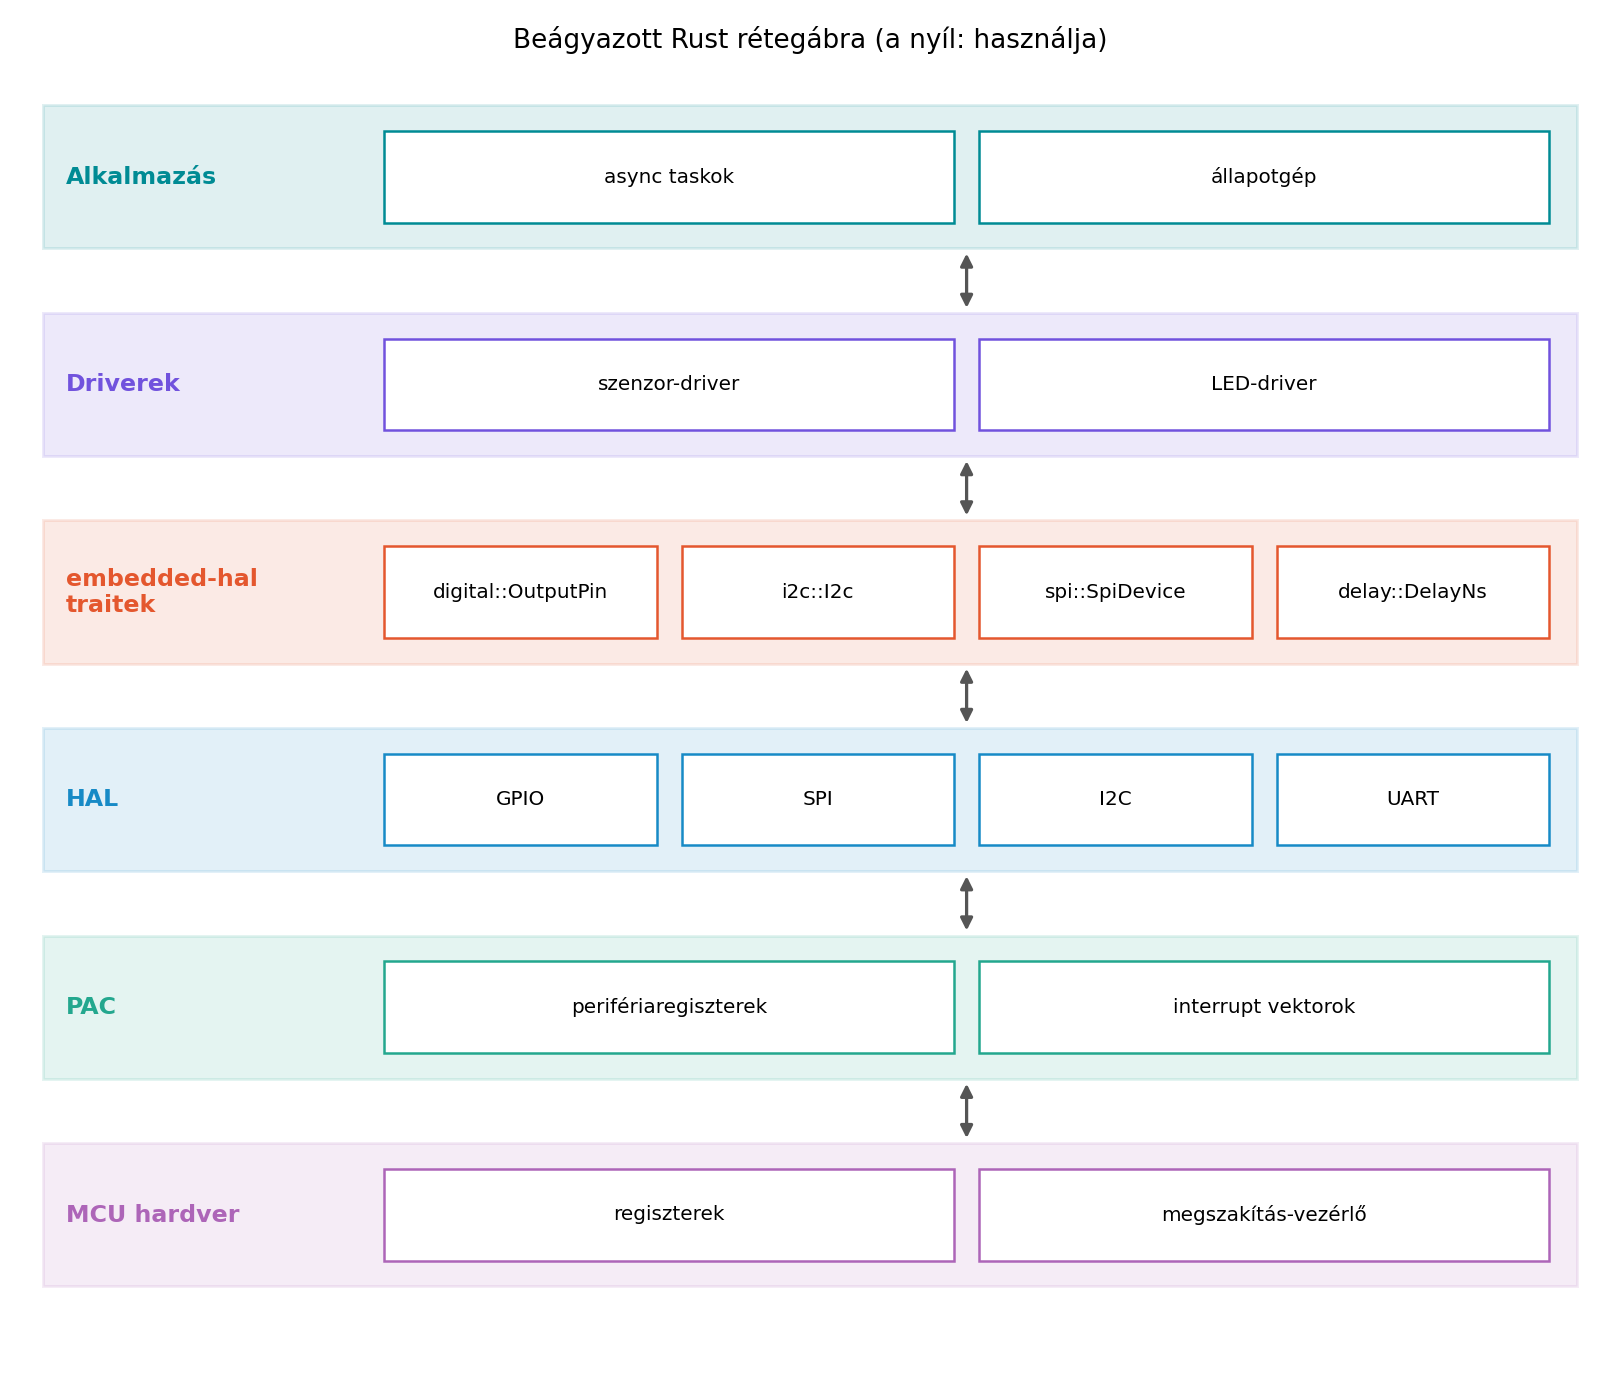 Beágyazott Rust rétegábra (a nyíl: használja)
Alkalmazás
async taskok
állapotgép
Driverek
szenzor-driver
LED-driver
embedded-hal
traitek
digital::OutputPin
i2c::I2c
spi::SpiDevice
delay::DelayNs
HAL
GPIO
SPI
I2C
UART
PAC
perifériaregiszterek
interrupt vektorok
MCU hardver
regiszterek
megszakítás-vezérlő